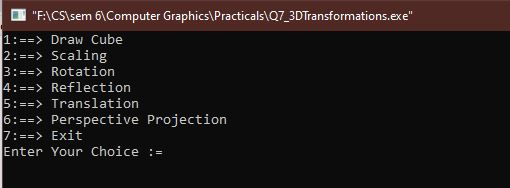 "F:\CS\sem 6\Computer Graphics\Practicals\Q7_3DTransformations.exe"
1:==> Draw Cube
2:==> Scaling
3:==> Rotation
4:==> Reflection
5:==> Translation
6:==> Perspective Projection
7:==> Exit
Enter Your Choice :=